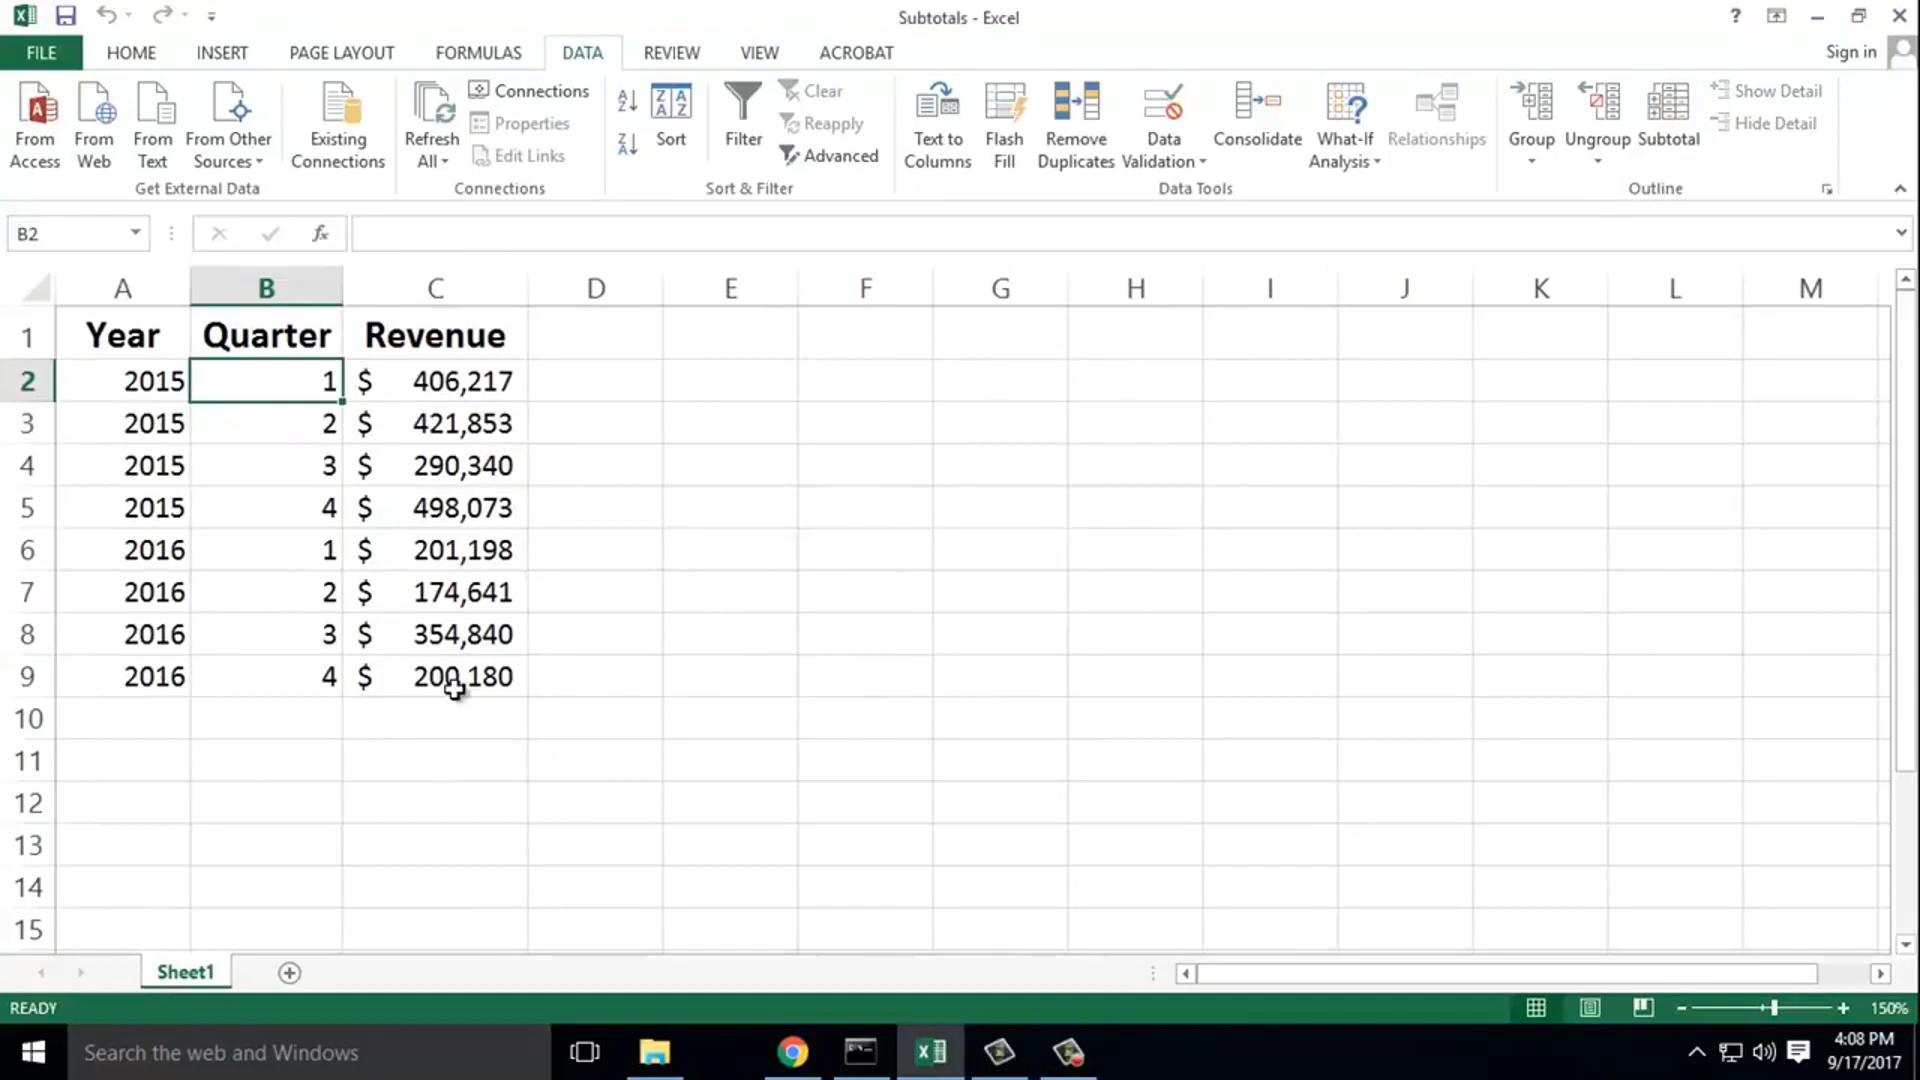 Subtotals - Excel
?
FILE HOME INSERT PAGE LAYOUT FORMULAS DATA REVIEW VIEW ACROBAT Sign in
From Access
From Web
From Text
From Other Sources
Existing Connections
Refresh All
Connections
Properties
Edit Links
Sort
Filter
Clear
Reapply
Advanced
Text to Columns
Flash Fill
Remove Duplicates
Data Validation
Consolidate
What-If Analysis
Relationships
Group
Ungroup
Subtotal
Show Detail
Hide Detail
Get External Data Connections Sort & Filter Data Tools Outline
B2 fx
A B C D E F G H I J K L M
1 Year Quarter Revenue
2 2015 1 $ 406,217
3 2015 2 $ 421,853
4 2015 3 $ 290,340
5 2015 4 $ 498,073
6 2016 1 $ 201,198
7 2016 2 $ 174,641
8 2016 3 $ 354,840
9 2016 4 $ 200,180
10
11
12
13
14
15
Sheet1
READY 150%
Search the web and Windows
4:08 PM
9/17/2017